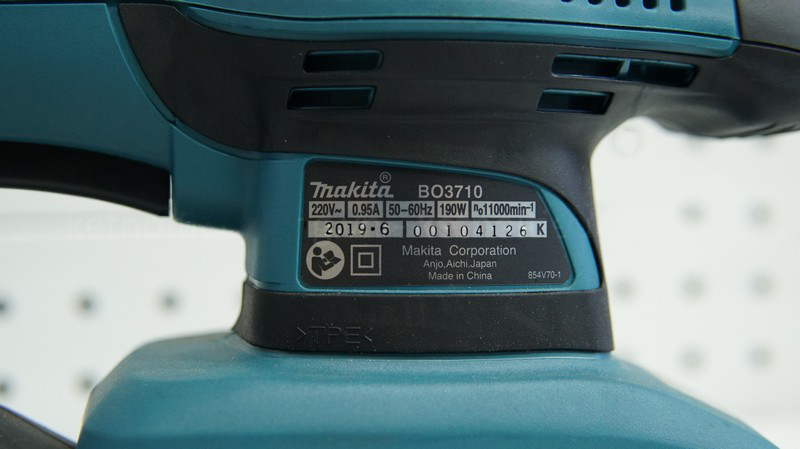 makita® BO3710
220V~ 0.95A 50-60Hz 190W n₀11000min⁻¹
2019•6 00104126 K
Makita Corporation
Anjo,Aichi,Japan
Made in China 854V70-1
>TPE<